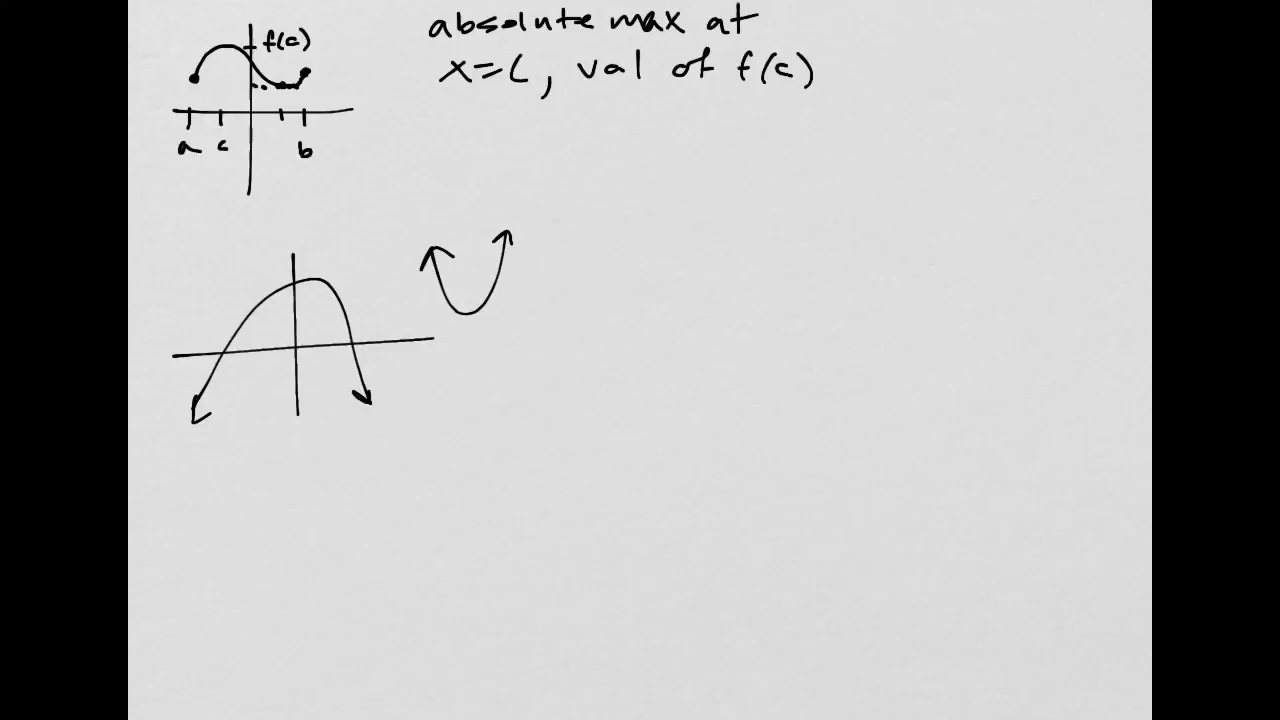 f(c)
a c b
absolute max at
x=c, val of f(c)